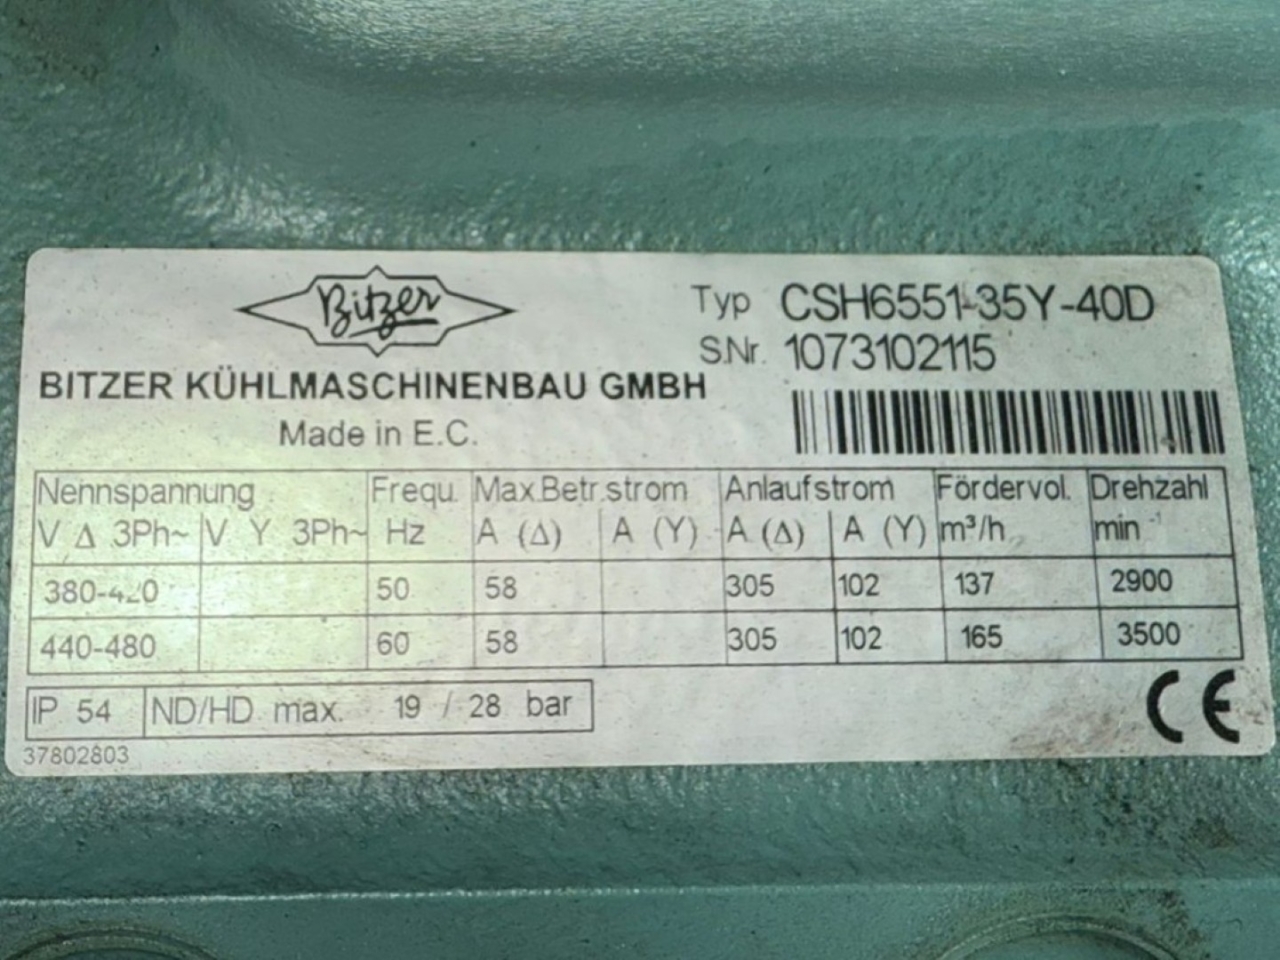 Bitzer
BITZER KÜHLMASCHINENBAU GMBH
Made in E.C.
Typ CSH6551-35Y-40D
S.Nr. 1073102115
Nennspannung Frequ. Max.Betr.strom Anlaufstrom Fördervol. Drehzahl
V Δ 3Ph~ V Y 3Ph~ Hz A (Δ) A (Y) A (Δ) A (Y) m³/h min⁻¹
380-420 50 58 305 102 137 2900
440-480 60 58 305 102 165 3500
IP 54 ND/HD max. 19 / 28 bar
37802803
CE